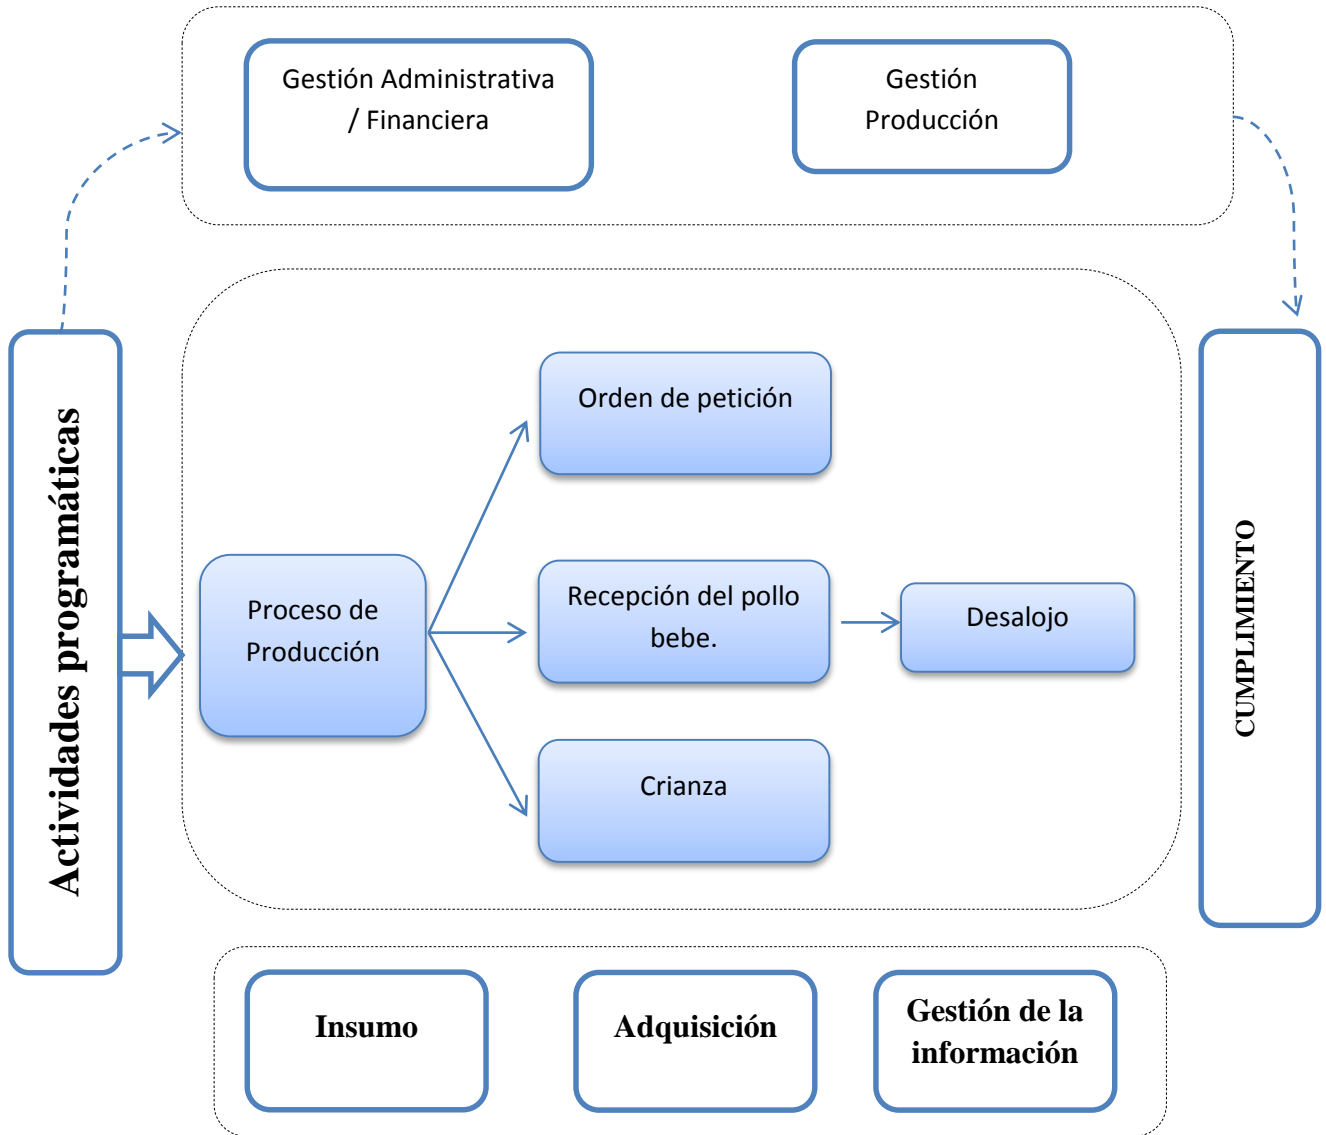 Gestión Administrativa
/ Financiera
Gestión
Producción
Actividades programáticas
Proceso de
Producción
Orden de petición
Recepción del pollo
bebe.
Crianza
Desalojo
CUMPLIMIENTO
Insumo
Adquisición
Gestión de la
información